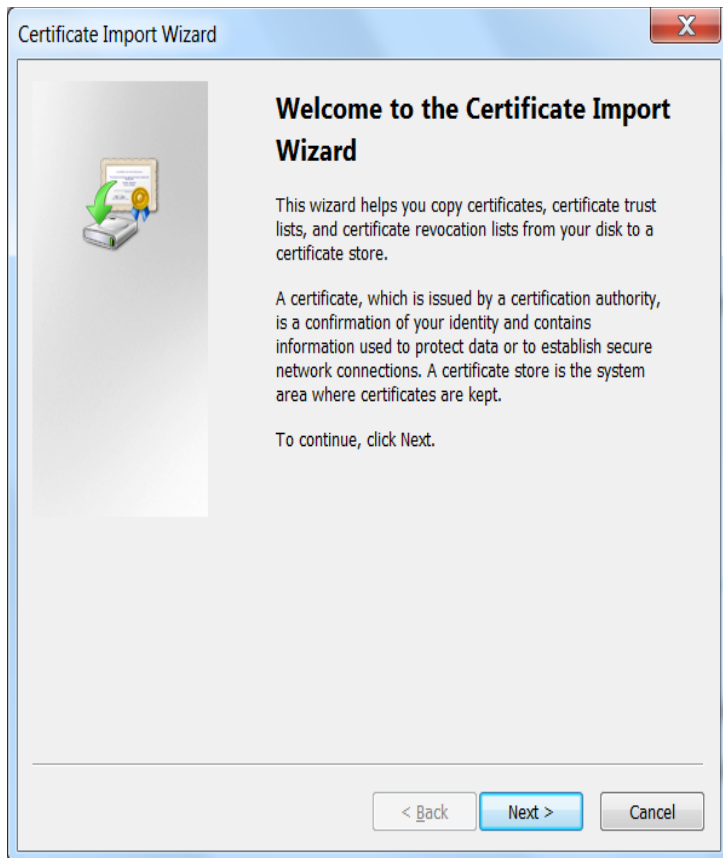 Certificate Import Wizard
X
Welcome to the Certificate Import
Wizard
This wizard helps you copy certificates, certificate trust
lists, and certificate revocation lists from your disk to a
certificate store.
A certificate, which is issued by a certification authority,
is a confirmation of your identity and contains
information used to protect data or to establish secure
network connections. A certificate store is the system
area where certificates are kept.
To continue, click Next.
< Back Next > Cancel